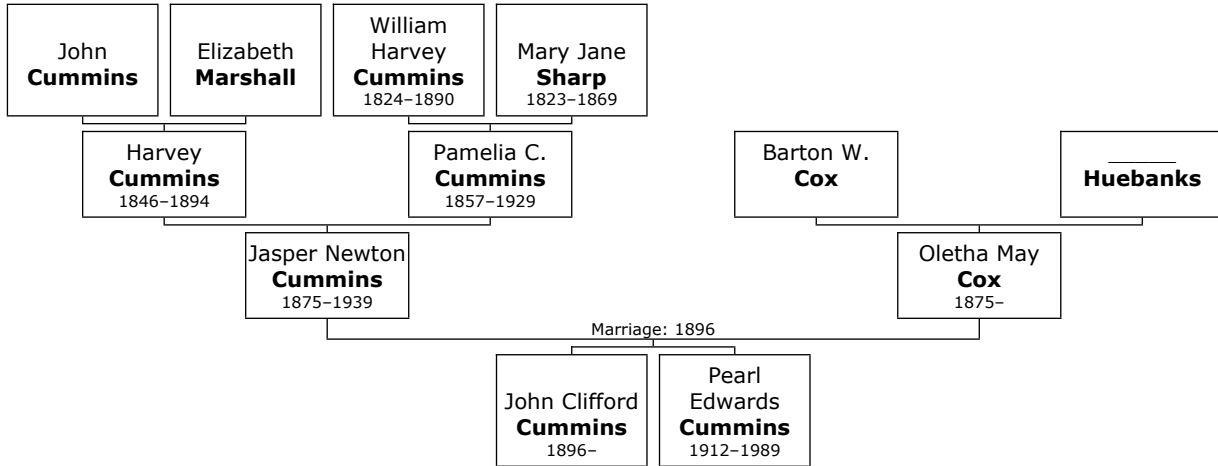 John
Cummins
Elizabeth
Marshall
William
Harvey
Cummins
1824–1890
Mary Jane
Sharp
1823–1869
Harvey
Cummins
1846–1894
Pamelia C.
Cummins
1857–1929
Barton W.
Cox
______
Huebanks
Jasper Newton
Cummins
1875–1939
Oletha May
Cox
1875–
Marriage: 1896
John Clifford
Cummins
1896–
Pearl
Edwards
Cummins
1912–1989